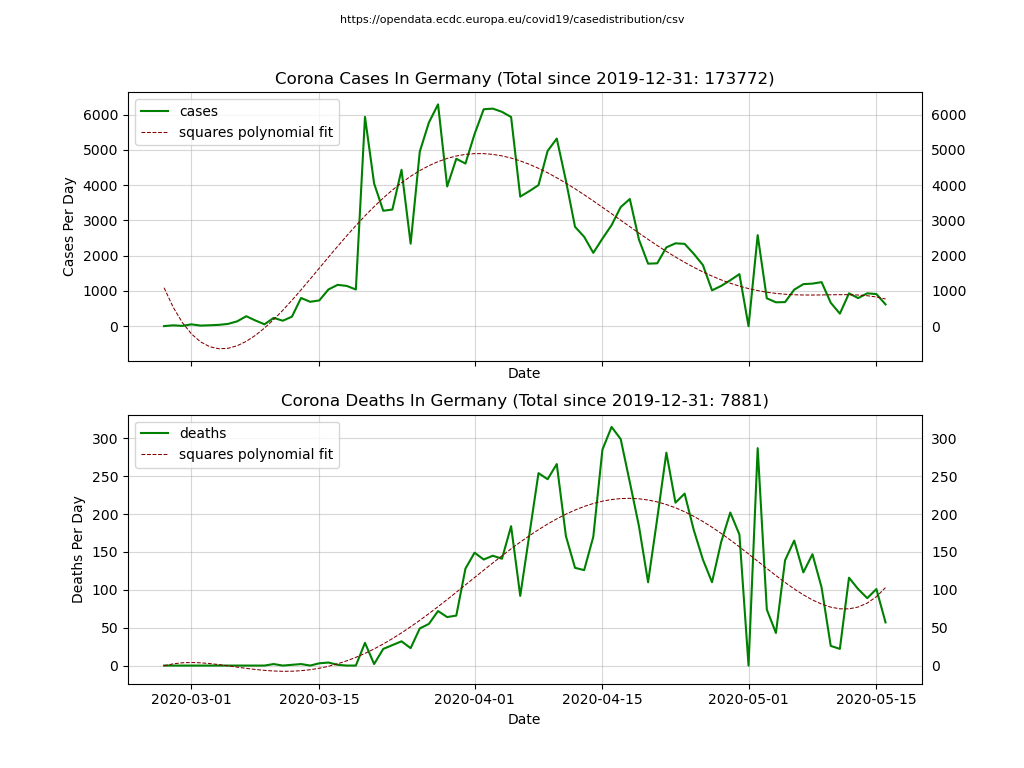 https://opendata.ecdc.europa.eu/covid19/casedistribution/csv
Corona Cases In Germany (Total since 2019-12-31: 173772)
cases
squares polynomial fit
Cases Per Day
6000
5000
4000
3000
2000
1000
0
6000
5000
4000
3000
2000
1000
0
Date
Corona Deaths In Germany (Total since 2019-12-31: 7881)
deaths
squares polynomial fit
Deaths Per Day
300
250
200
150
100
50
0
300
250
200
150
100
50
0
2020-03-01 2020-03-15 2020-04-01 2020-04-15 2020-05-01 2020-05-15
Date